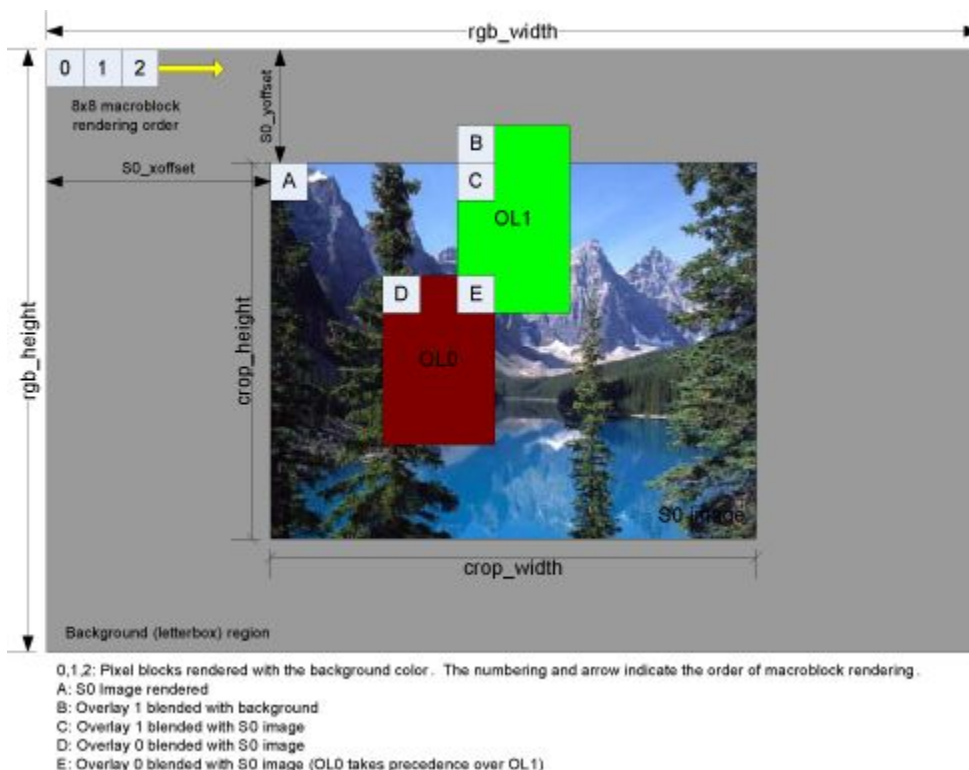 rgb_width
0 1 2
8x8 macroblock
rendering order
S0_yoffset
S0_xoffset
A
B
C
OL1
D
E
OL0
rgb_height
crop_height
S0 image
crop_width
Background (letterbox) region
0,1,2: Pixel blocks rendered with the background color. The numbering and arrow indicate the order of macroblock rendering.
A: S0 Image rendered
B: Overlay 1 blended with background
C: Overlay 1 blended with S0 image
D: Overlay 0 blended with S0 image
E: Overlay 0 blended with S0 image (OL0 takes precedence over OL1)